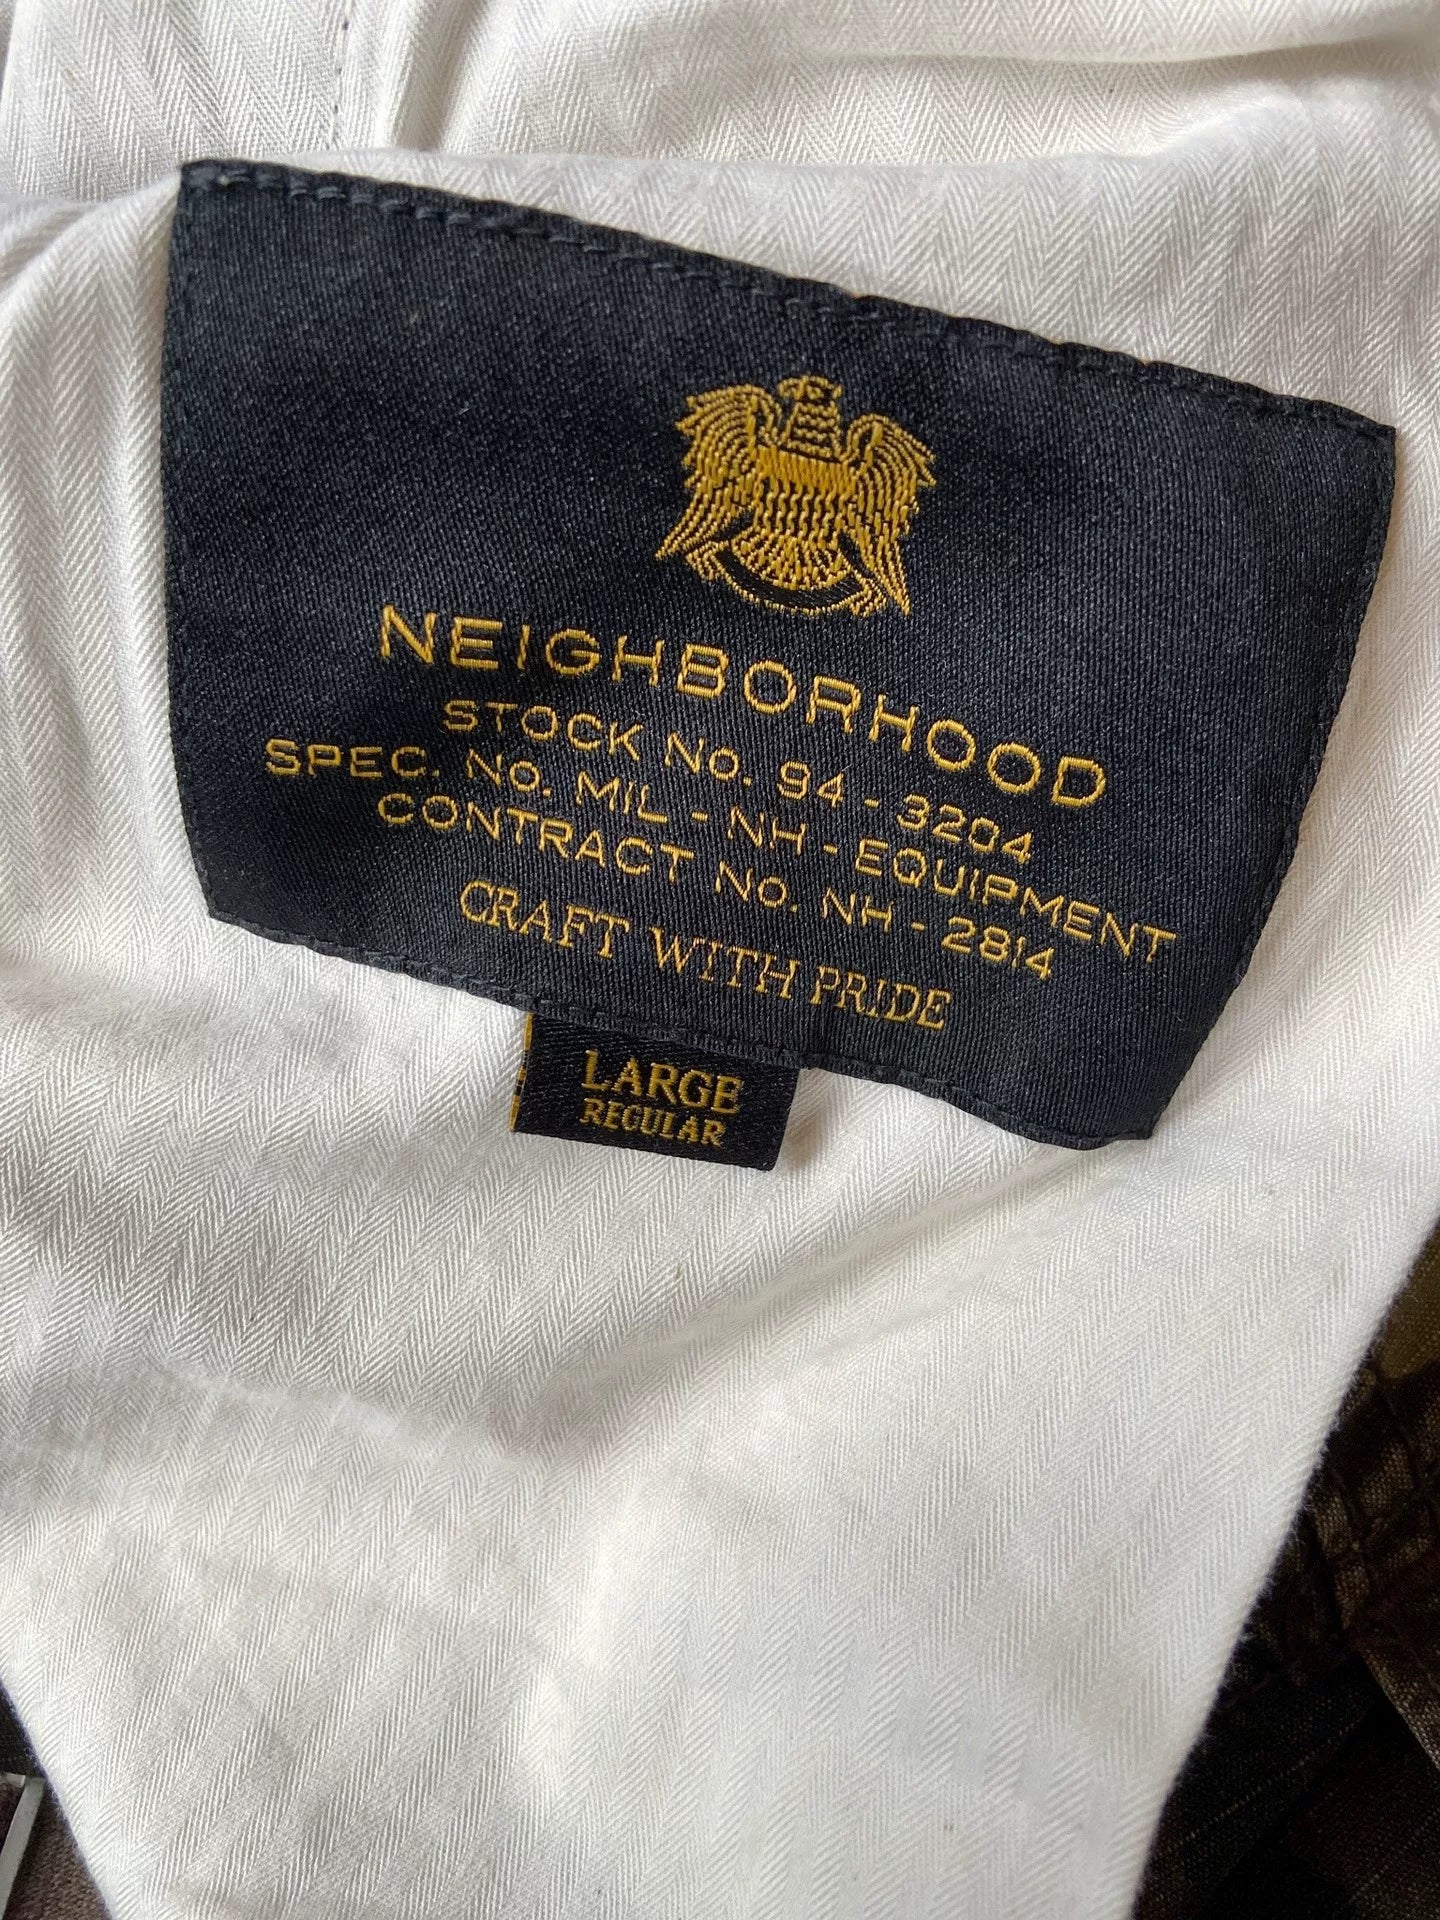 NEIGHBORHOOD
STOCK No. 94 - 3204
SPEC. No. MIL - NH - EQUIPMENT
CONTRACT No. NH - 2814
CRAFT WITH PRIDE
LARGE
REGULAR